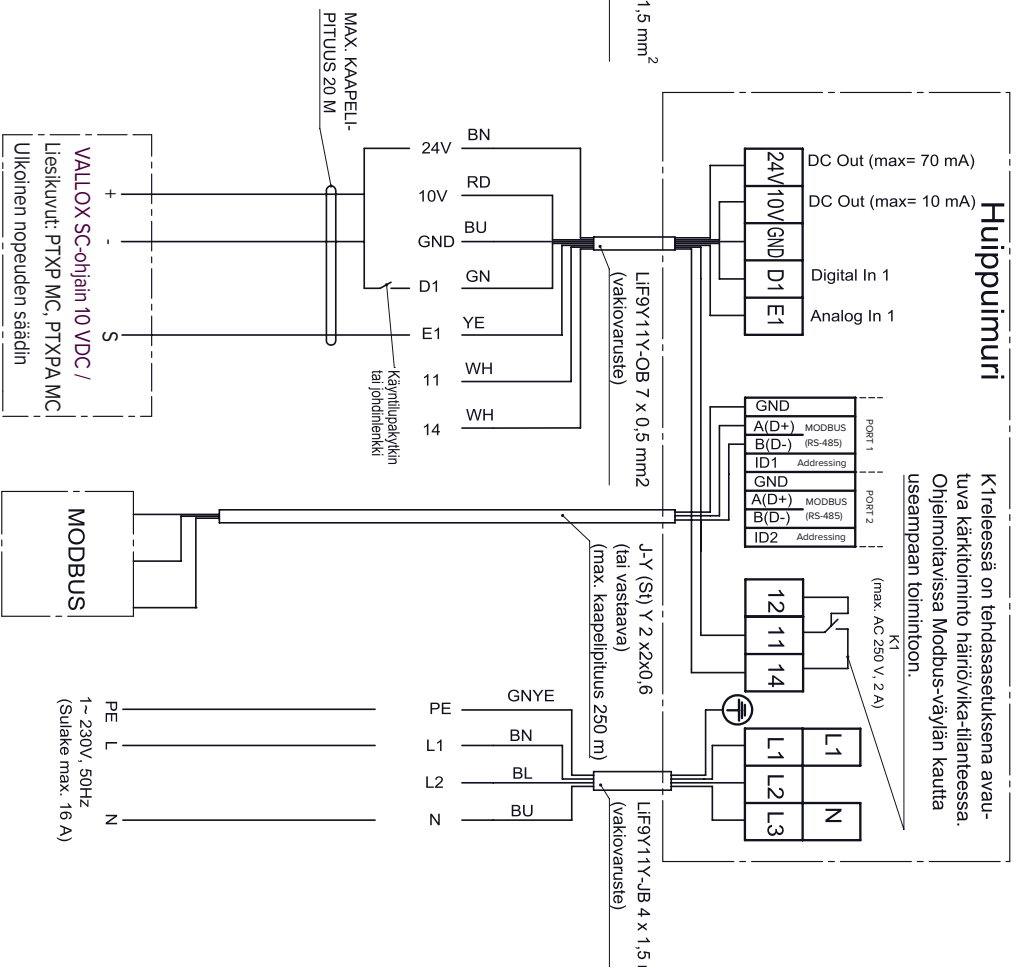 1,5 mm²
MAX. KAAPELI-
PITUUS 20 M
VALLOX SC-ohjain 10 VDC /
Liesikuvut: PTXP MC, PTXPA MC
Ulkoinen nopeuden säädin
+
-
S
24V
10V
GND
D1
E1
11
14
BN
RD
BU
GN
YE
WH
WH
Käyntilupakytkin
tai johdinlenkki
LiF9Y11Y-OB 7 x 0,5 mm2
(vakiovaruste)
Huippuimuri
24V
10V
GND
D1
E1
DC Out (max= 70 mA)
DC Out (max= 10 mA)
Digital In 1
Analog In 1
GND
A(D+)
B(D-)
MODBUS
(RS-485)
ID1 Addressing
PORT 1
GND
A(D+)
B(D-)
MODBUS
(RS-485)
ID2 Addressing
PORT 2
K1releessä on tehdasasetuksena avau-
tuva kärkitoiminto häiriö/vika-tilanteessa.
Ohjelmoitavissa Modbus-väylän kautta
useampaan toimintoon.
K1
(max. AC 250 V, 2 A)
12
11
14
MODBUS
J-Y (St) Y 2 x2x0,6
(tai vastaava)
(max. kaapelipituus 250 m)
L1
L2
L3
L1
N
GNYE
BN
BL
BU
PE
L1
L2
N
PE
L
N
1~ 230V, 50Hz
(Sulake max. 16 A)
LiF9Y11Y-JB 4 x 1,5
(vakiovaruste)